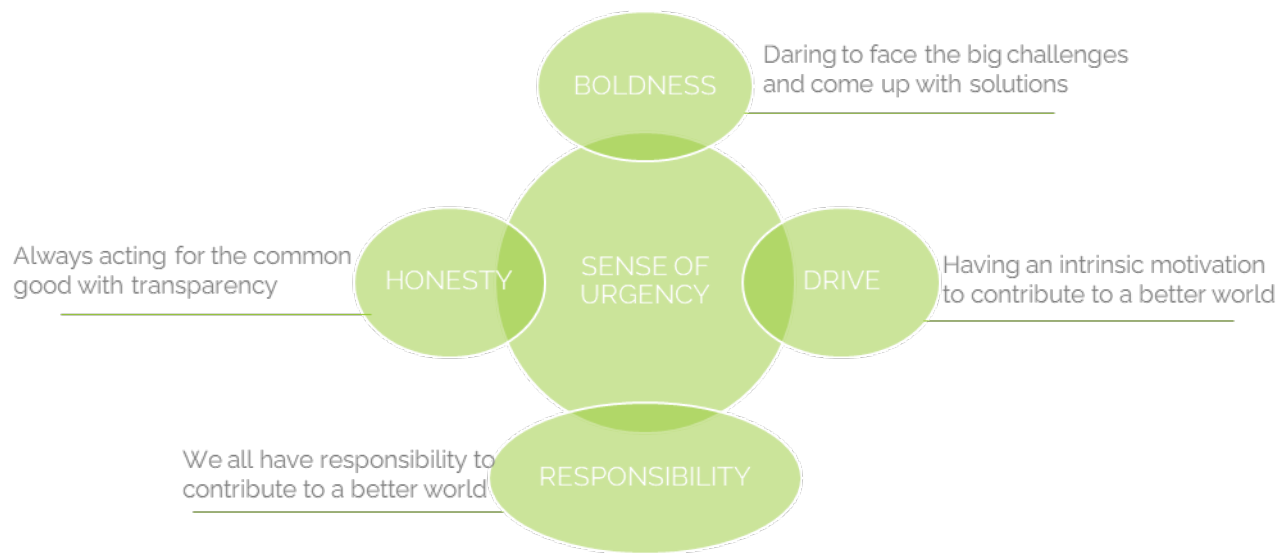 BOLDNESS
Daring to face the big challenges
and come up with solutions
Always acting for the common
good with transparency
HONESTY
SENSE OF
URGENCY
DRIVE
Having an intrinsic motivation
to contribute to a better world
We all have responsibility to
contribute to a better world
RESPONSIBILITY